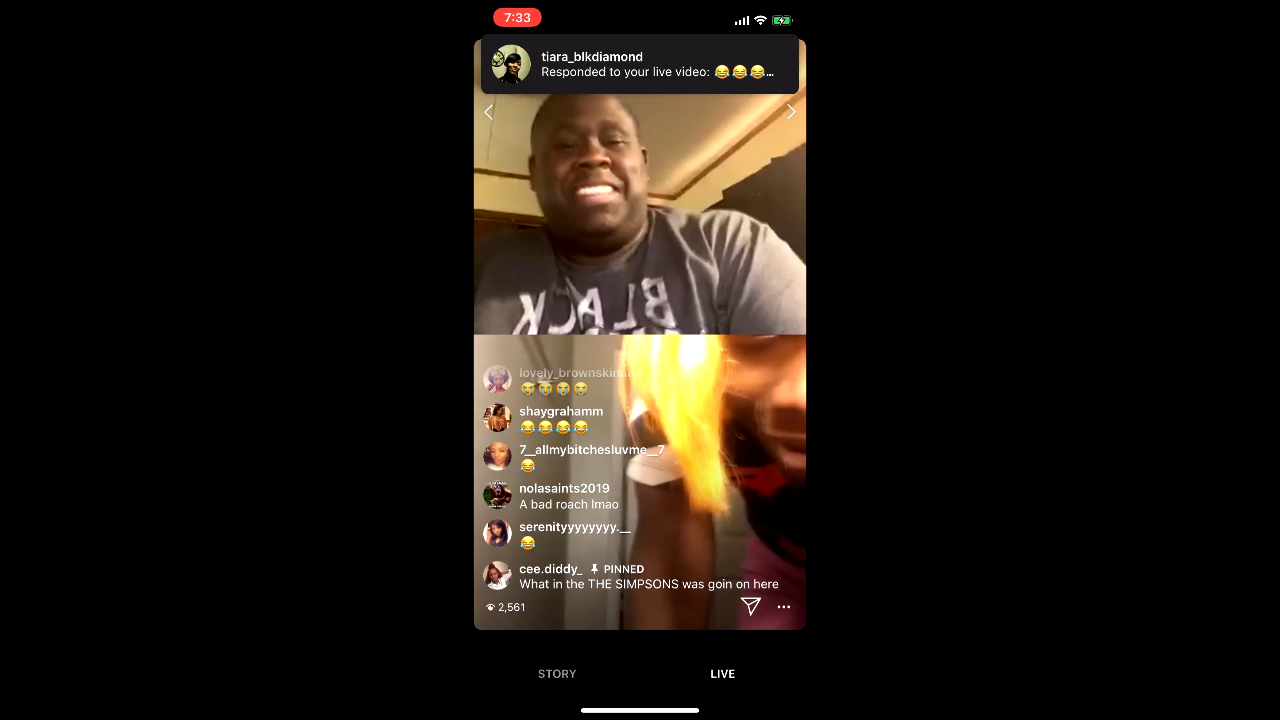 7:33
tiara_blkdiamond
Responded to your live video: 😂😂😂...
BLACK
😭😭😭😭
shaygrahamm
😂😂😂😂
7__allmybitchesluvme__7
😂
nolasaints2019
A bad roach lmao
serenityyyyyyyy.__
😂
cee.diddy_ PINNED
What in the THE SIMPSONS was goin on here
2,561
STORY LIVE